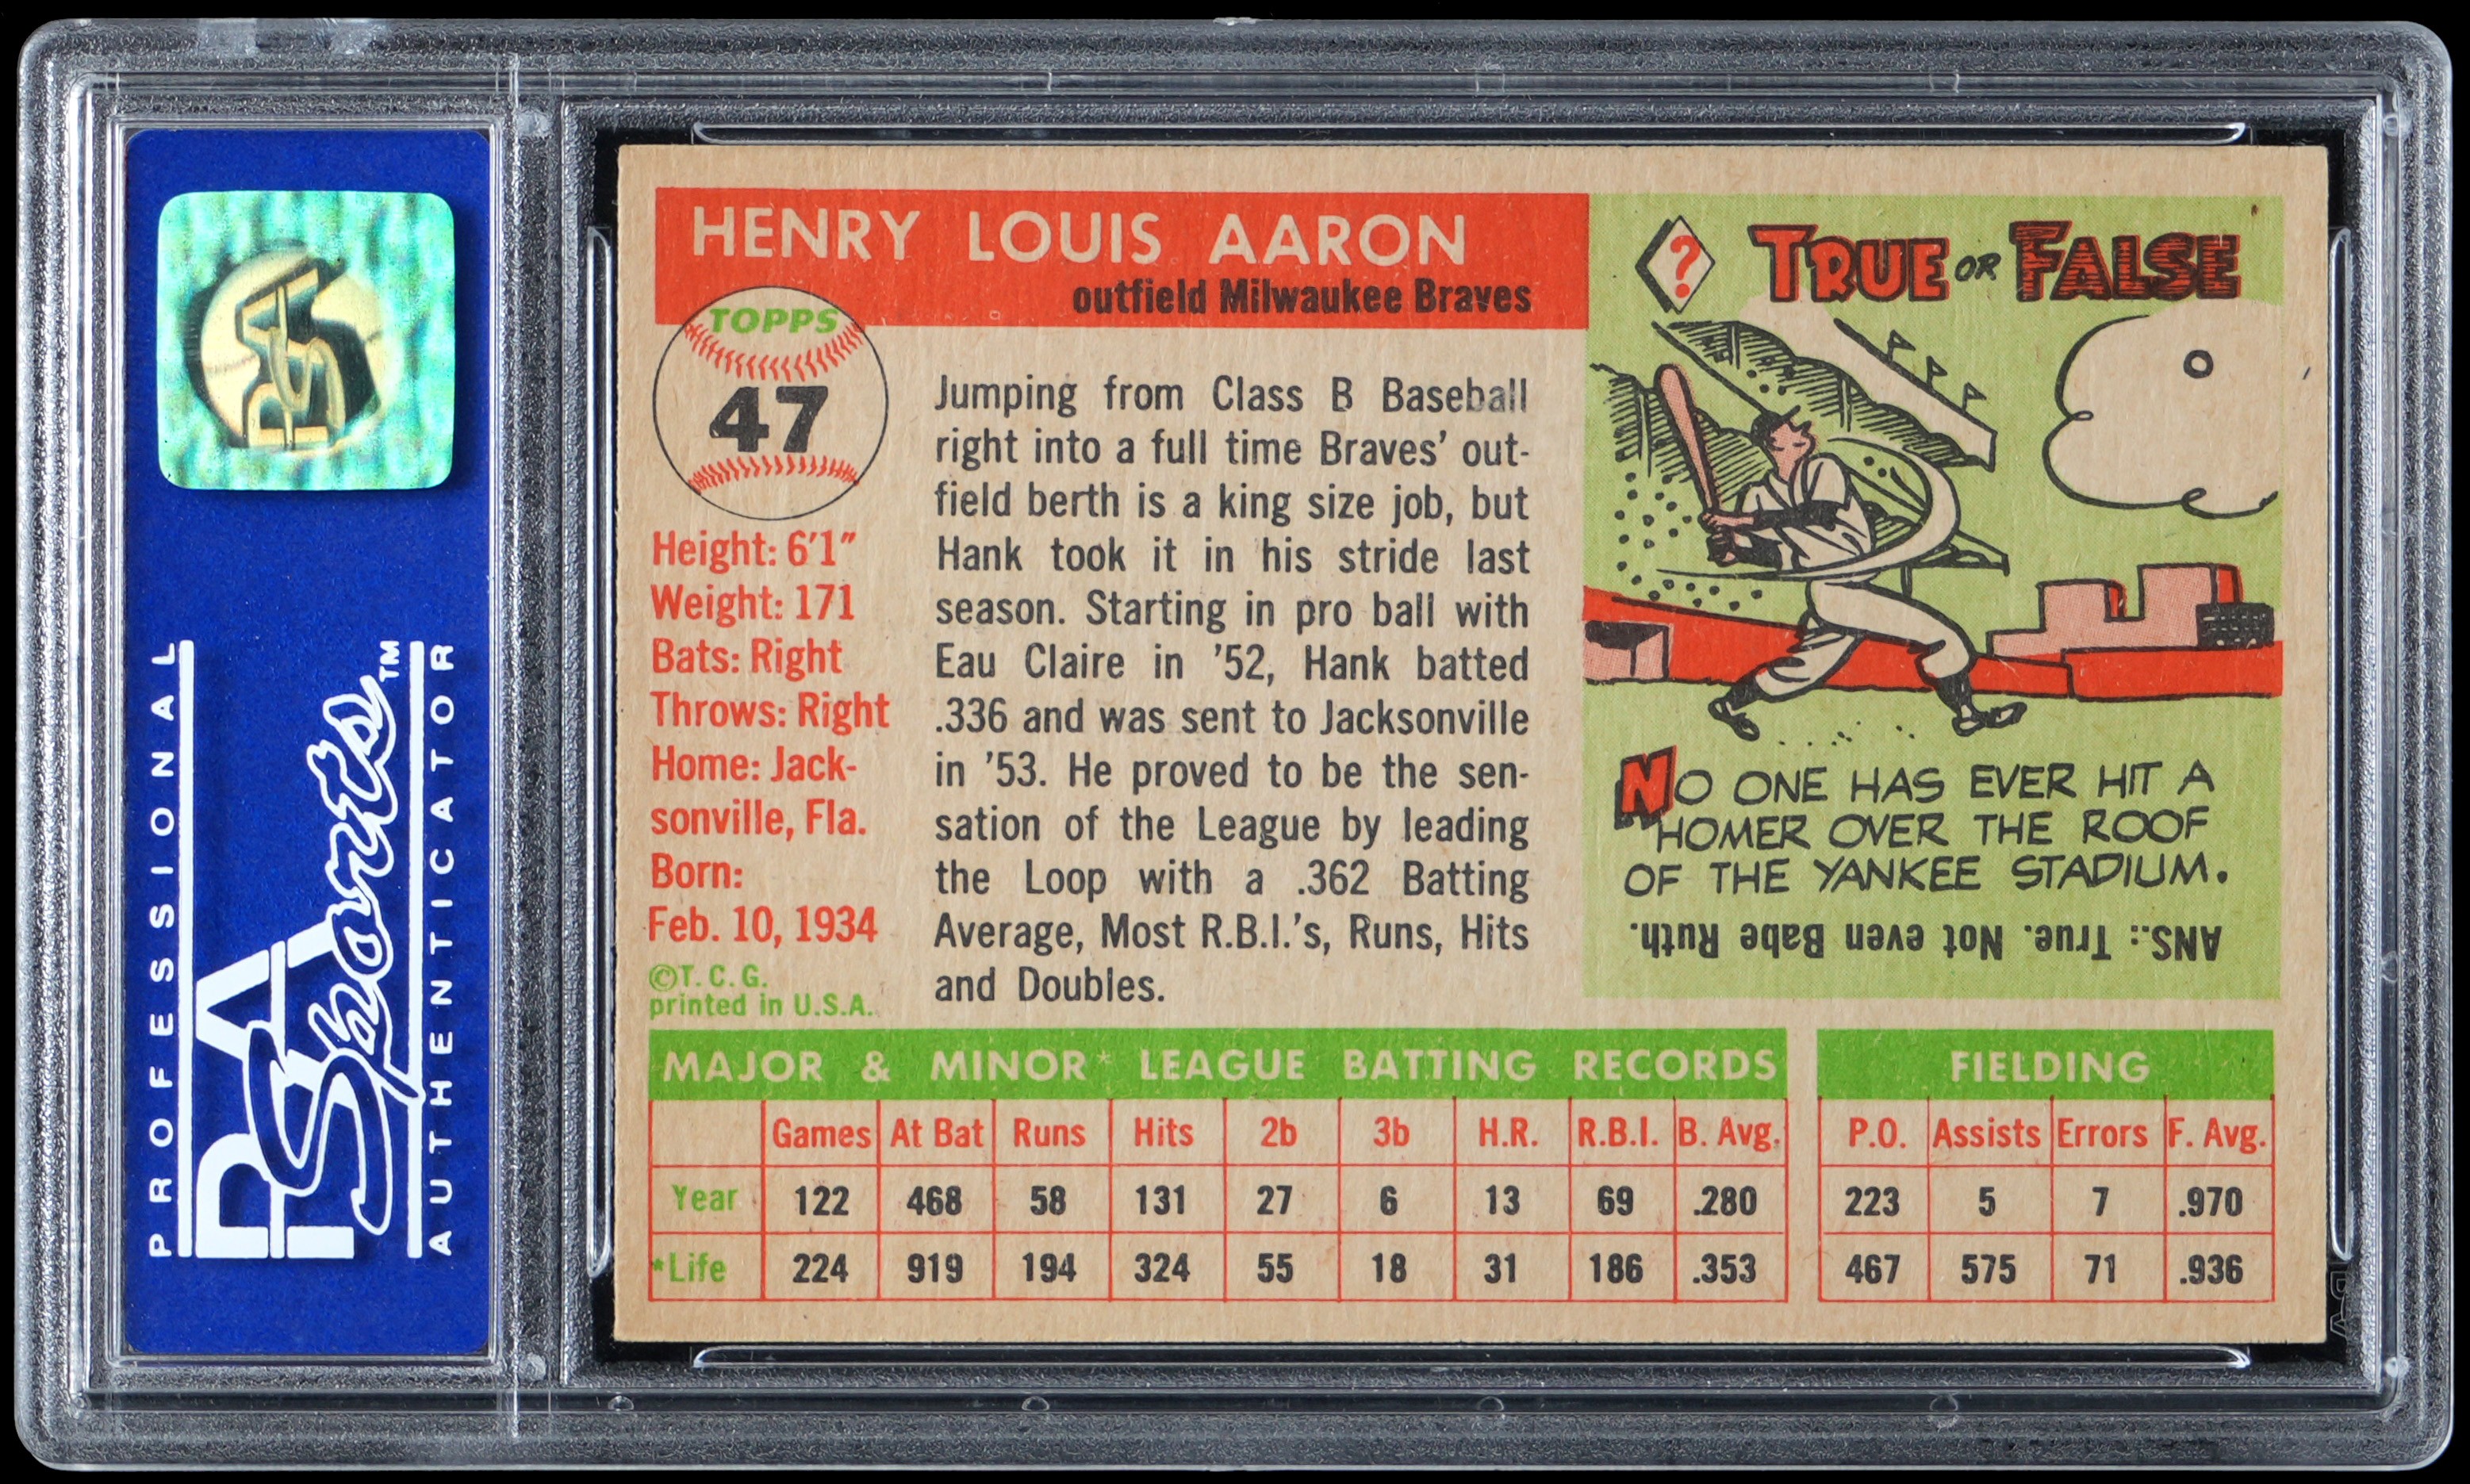 PROFESSIONAL
PSA
Sports™
AUTHENTICATOR
PSA
HENRY LOUIS AARON
outfield Milwaukee Braves
TOPPS
47
Height: 6'1"
Weight: 171
Bats: Right
Throws: Right
Home: Jack-
sonville, Fla.
Born:
Feb. 10, 1934
©T. C. G.
printed in U.S.A.
Jumping from Class B Baseball
right into a full time Braves' out-
field berth is a king size job, but
Hank took it in his stride last
season. Starting in pro ball with
Eau Claire in '52, Hank batted
.336 and was sent to Jacksonville
in '53. He proved to be the sen-
sation of the League by leading
the Loop with a .362 Batting
Average, Most R.B.I.'s, Runs, Hits
and Doubles.
? TRUE OR FALSE
NO ONE HAS EVER HIT A
HOMER OVER THE ROOF
OF THE YANKEE STADIUM.
ANS.: True. Not even Babe Ruth.
MAJOR & MINOR* LEAGUE BATTING RECORDS
Games At Bat Runs Hits 2b 3b H.R. R.B.I. B. Avg.
Year 122 468 58 131 27 6 13 69 .280
*Life 224 919 194 324 55 18 31 186 .353
FIELDING
P.O. Assists Errors F. Avg.
223 5 7 .970
467 575 71 .936